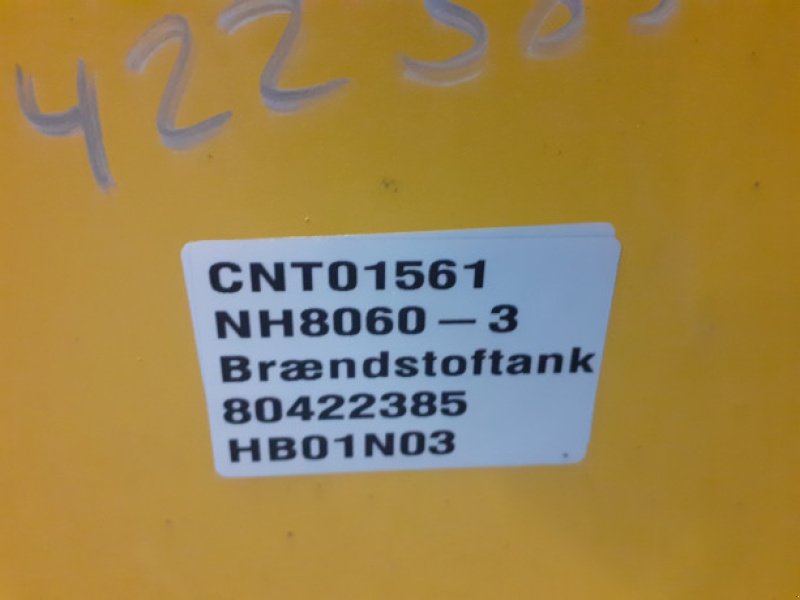 422385
CNT01561
NH8060 – 3
Brændstoftank
80422385
HB01N03